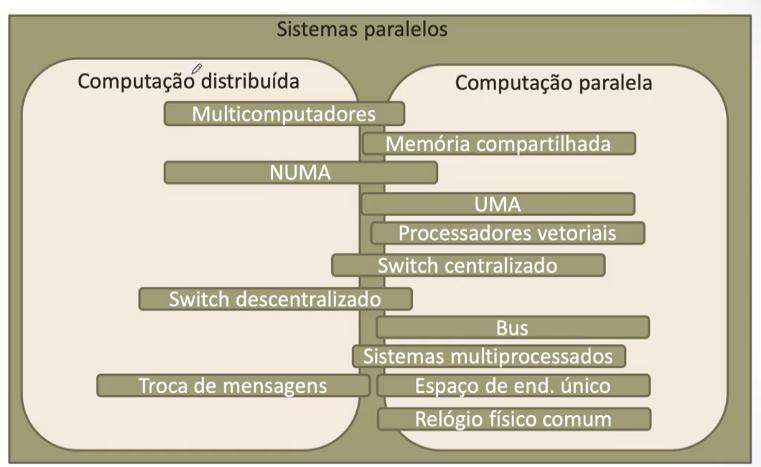 Sistemas paralelos
Computação distribuída
Computação paralela
Multicomputadores
Memória compartilhada
NUMA
UMA
Processadores vetoriais
Switch centralizado
Switch descentralizado
Bus
Sistemas multiprocessados
Troca de mensagens
Espaço de end. único
Relógio físico comum